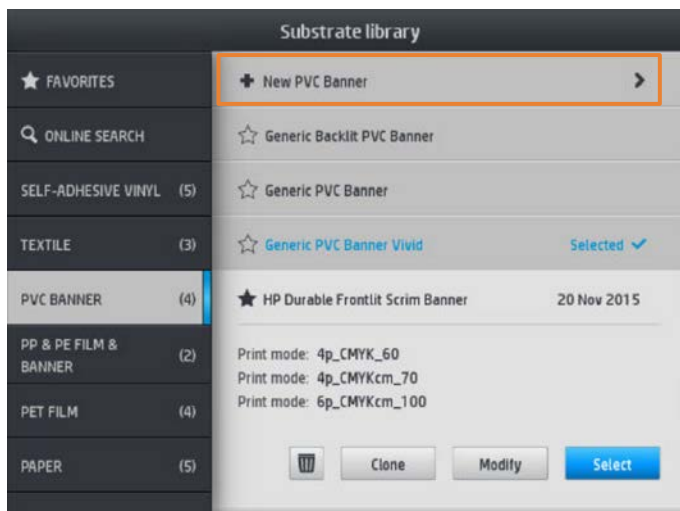 Substrate library
FAVORITES
ONLINE SEARCH
SELF-ADHESIVE VINYL (5)
TEXTILE (3)
PVC BANNER (4)
PP & PE FILM &
BANNER (2)
PET FILM (4)
PAPER (5)
New PVC Banner
Generic Backlit PVC Banner
Generic PVC Banner
Generic PVC Banner Vivid Selected
HP Durable Frontlit Scrim Banner 20 Nov 2015
Print mode: 4p_CMYK_60
Print mode: 4p_CMYKcm_70
Print mode: 6p_CMYKcm_100
Clone Modify Select